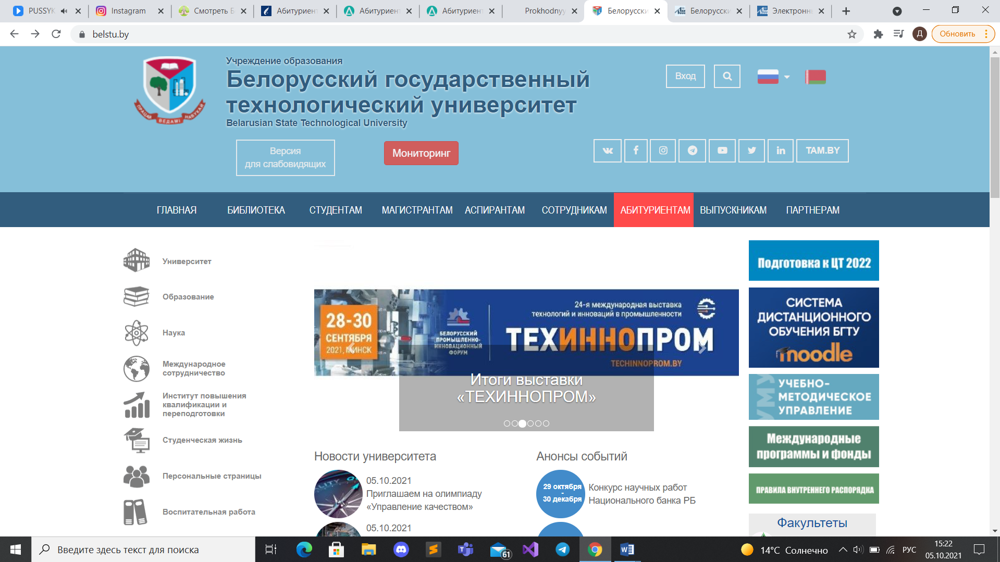 PUSSYK
Instagram
Смотреть Б
Абитуриент
Абитуриент
Абитуриент
Prokhodnyy
Белорусски
Белорусски
Электронн
belstu.by
Д
Обновить
Учреждение образования
Белорусский государственный
технологический университет
Belarusian State Technological University
ПРАЦАЙ ВЕДАМІ НАВУКАЙ
Вход
Версия
для слабовидящих
Мониторинг
TAM.BY
ГЛАВНАЯ
БИБЛИОТЕКА
СТУДЕНТАМ
МАГИСТРАНТАМ
АСПИРАНТАМ
СОТРУДНИКАМ
АБИТУРИЕНТАМ
ВЫПУСКНИКАМ
ПАРТНЕРАМ
Университет
Образование
Наука
Международное
сотрудничество
Институт повышения
квалификации и
переподготовки
Студенческая жизнь
Персональные страницы
Воспитательная работа
28-30
СЕНТЯБРЯ
2021, МИНСК
БЕЛОРУССКИЙ
ПРОМЫШЛЕННО-
ИННОВАЦИОННЫЙ
ФОРУМ
24-я международная выставка
технологий и инноваций в промышленности
ТЕХИННОПРОМ
TECHINNOPROM.BY
Итоги выставки
«ТЕХИННОПРОМ»
Новости университета
05.10.2021
Приглашаем на олимпиаду
«Управление качеством»
05.10.2021
Анонсы событий
29 октября
-
30 декабря
Конкурс научных работ
Национального банка РБ
Подготовка к ЦТ 2022
СИСТЕМА
ДИСТАНЦИОННОГО
ОБУЧЕНИЯ БГТУ
moodle
УМУ
УЧЕБНО-
МЕТОДИЧЕСКОЕ
УПРАВЛЕНИЕ
Международные
программы и фонды
ПРАВИЛА ВНУТРЕННЕГО РАСПОРЯДКА
Факультеты
Введите здесь текст для поиска
61
14°C Солнечно
РУС
15:22
05.10.2021